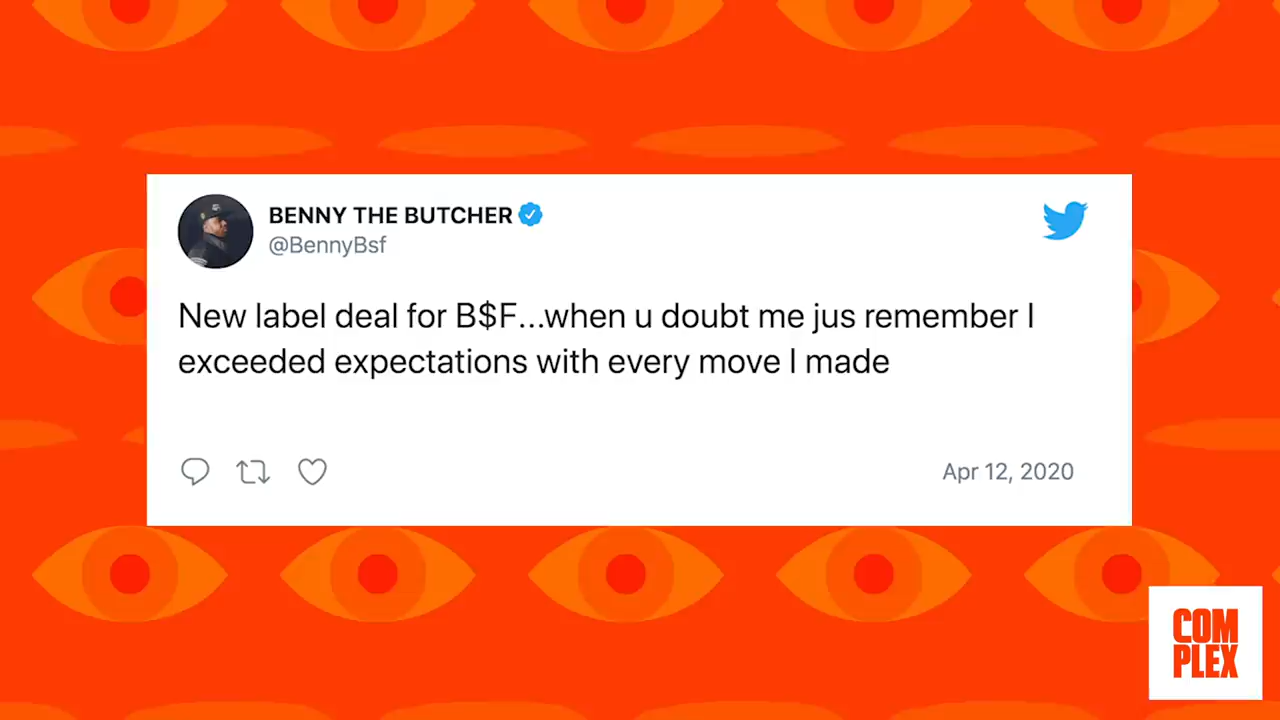 BENNY THE BUTCHER
@BennyBsf
New label deal for B$F...when u doubt me jus remember I
exceeded expectations with every move I made
Apr 12, 2020
COM
PLEX